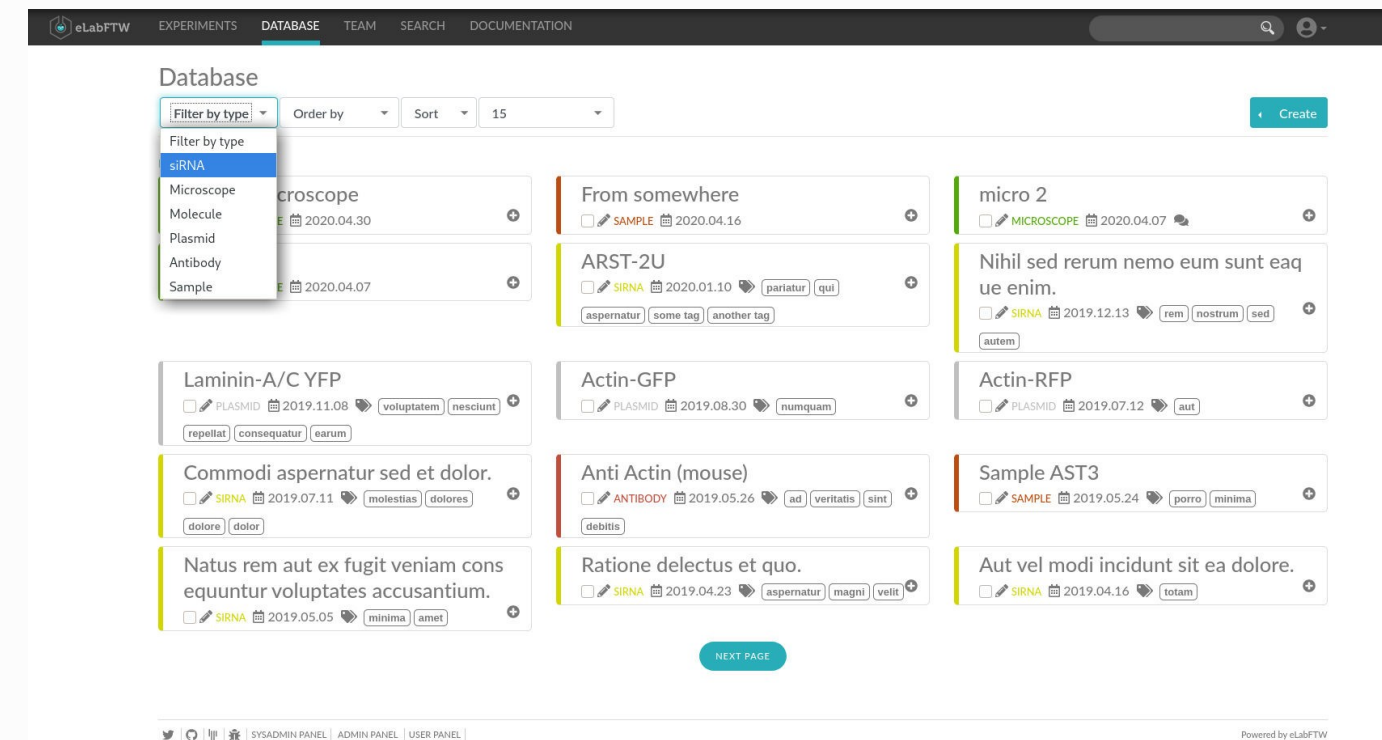 eLabFTW EXPERIMENTS DATABASE TEAM SEARCH DOCUMENTATION
Database
Filter by type Order by Sort 15 Create
Filter by type
siRNA
Microscope
Molecule
Plasmid
Antibody
Sample
croscope
E 2020.04.30
From somewhere
SAMPLE 2020.04.16
micro 2
MICROSCOPE 2020.04.07
E 2020.04.07
ARST-2U
SIRNA 2020.01.10 pariatur qui
aspernatur some tag another tag
Nihil sed rerum nemo eum sunt eaq
ue enim.
SIRNA 2019.12.13 rem nostrum sed
autem
Laminin-A/C YFP
PLASMID 2019.11.08 voluptatem nesciunt
repellat consequatur earum
Actin-GFP
PLASMID 2019.08.30 numquam
Actin-RFP
PLASMID 2019.07.12 aut
Commodi aspernatur sed et dolor.
SIRNA 2019.07.11 molestias dolores
dolore dolor
Anti Actin (mouse)
ANTIBODY 2019.05.26 ad veritatis sint
debitis
Sample AST3
SAMPLE 2019.05.24 porro minima
Natus rem aut ex fugit veniam cons
equuntur voluptates accusantium.
SIRNA 2019.05.05 minima amet
Ratione delectus et quo.
SIRNA 2019.04.23 aspernatur magni velit
Aut vel modi incidunt sit ea dolore.
SIRNA 2019.04.16 totam
NEXT PAGE
SYSADMIN PANEL | ADMIN PANEL | USER PANEL |
Powered by eLabFTW